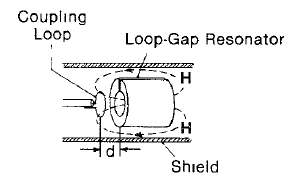 Coupling
Loop
Loop-Gap Resonator
H
H
d
Shield